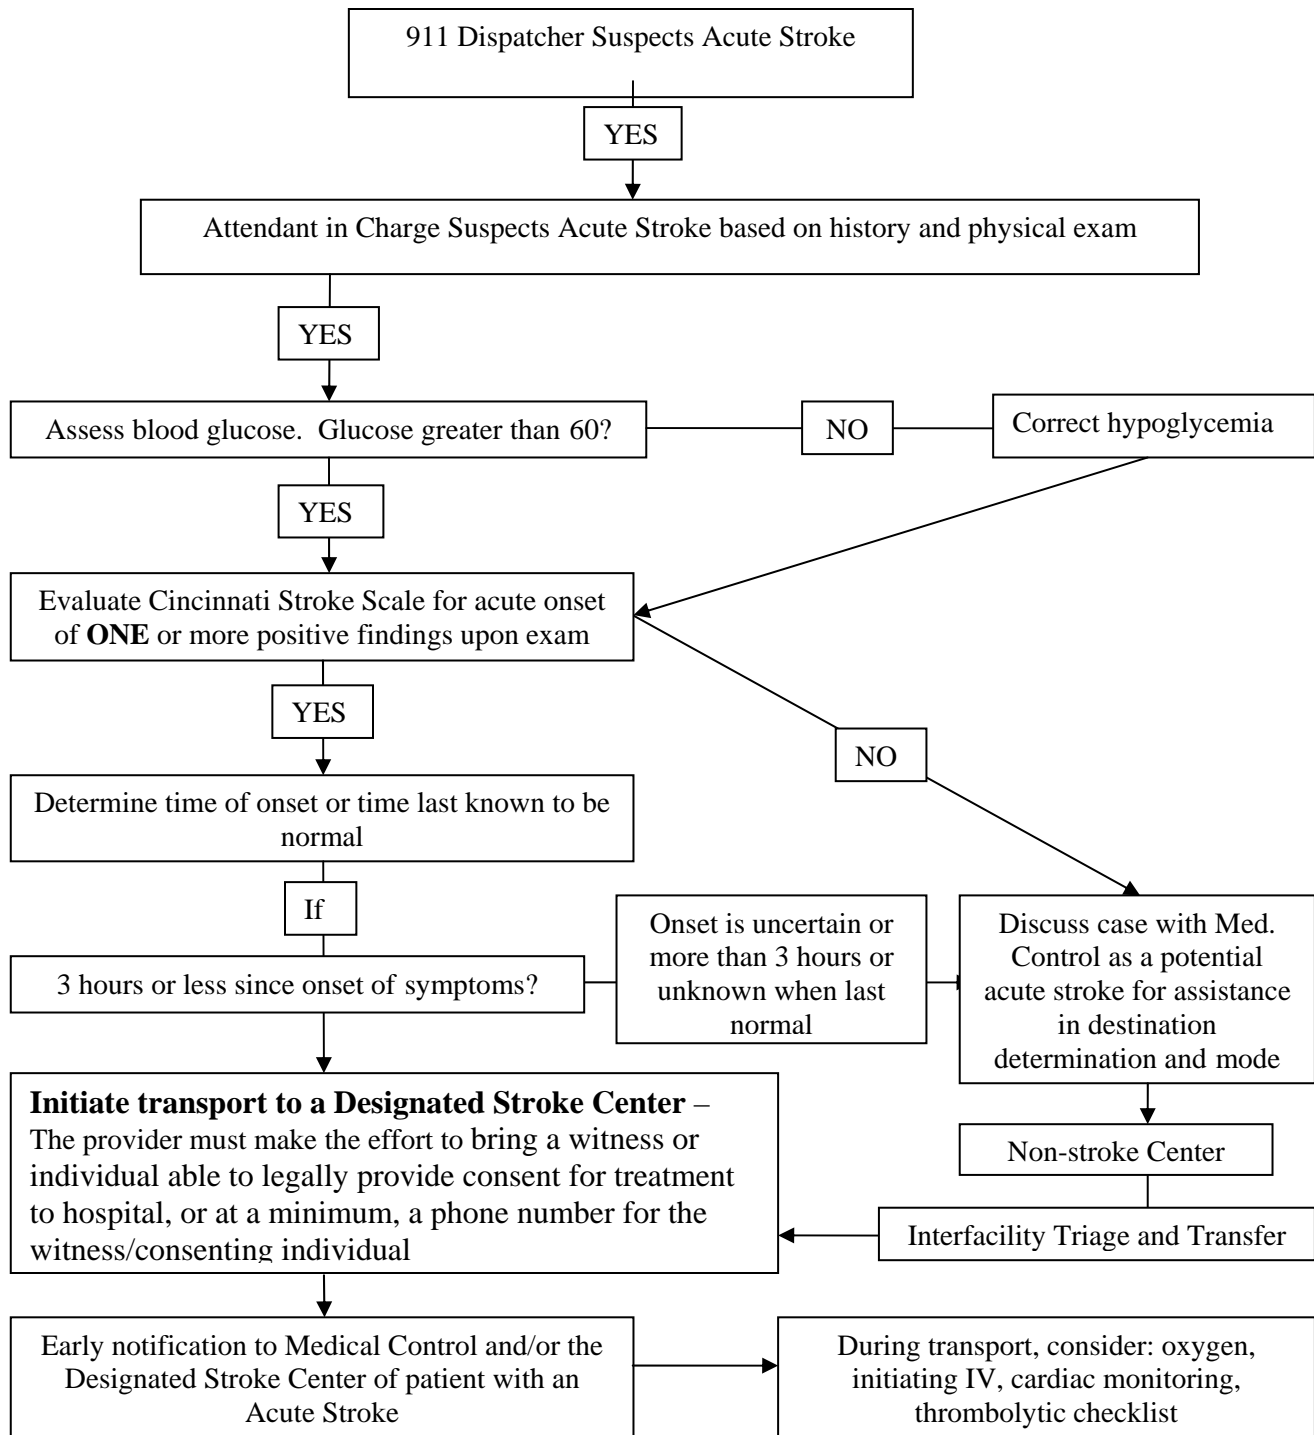 911 Dispatcher Suspects Acute Stroke
YES
Attendant in Charge Suspects Acute Stroke based on history and physical exam
YES
Assess blood glucose.  Glucose greater than 60?
NO
Correct hypoglycemia
YES
Evaluate Cincinnati Stroke Scale for acute onset
of ONE or more positive findings upon exam
YES
NO
Determine time of onset or time last known to be
normal
If
3 hours or less since onset of symptoms?
Onset is uncertain or
more than 3 hours or
unknown when last
normal
Discuss case with Med.
Control as a potential
acute stroke for assistance
in destination
determination and mode
Non-stroke Center
Interfacility Triage and Transfer
Initiate transport to a Designated Stroke Center –
The provider must make the effort to bring a witness or
individual able to legally provide consent for treatment
to hospital, or at a minimum, a phone number for the
witness/consenting individual
Early notification to Medical Control and/or the
Designated Stroke Center of patient with an
Acute Stroke
During transport, consider: oxygen,
initiating IV, cardiac monitoring,
thrombolytic checklist